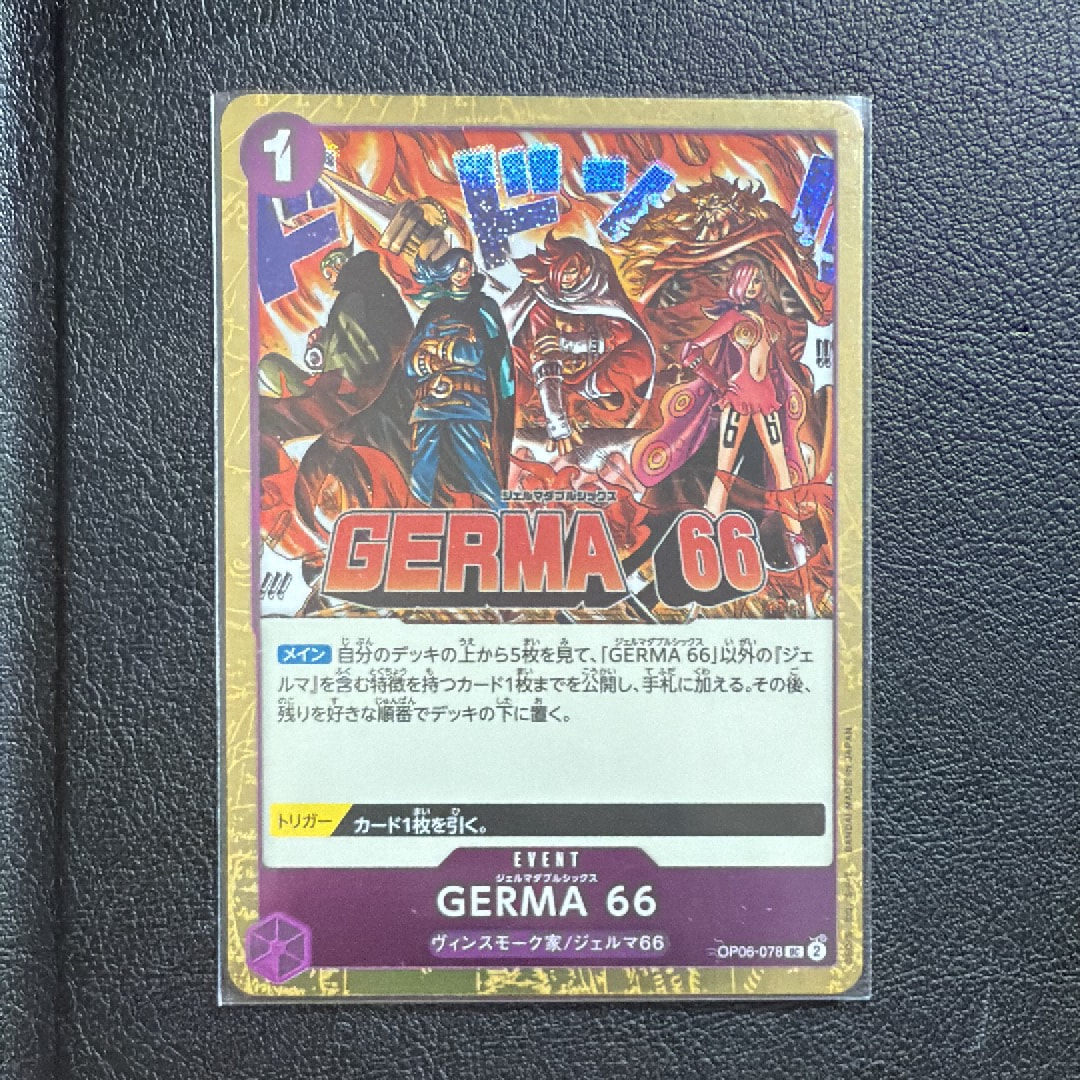 1
ドドンッ
!!!
ジェルマダブルシックス
GERMA 66
!!!
メイン 自分のデッキの上から5枚を見て、「GERMA 66」以外の『ジェ
ルマ』を含む特徴を持つカード1枚までを公開し、手札に加える。その後、
残りを好きな順番でデッキの下に置く。
トリガー カード1枚を引く。
BANDAI MADE IN JAPAN
EVENT
ジェルマダブルシックス
GERMA 66
ヴィンスモーク家/ジェルマ66
OP06-078 UC 2